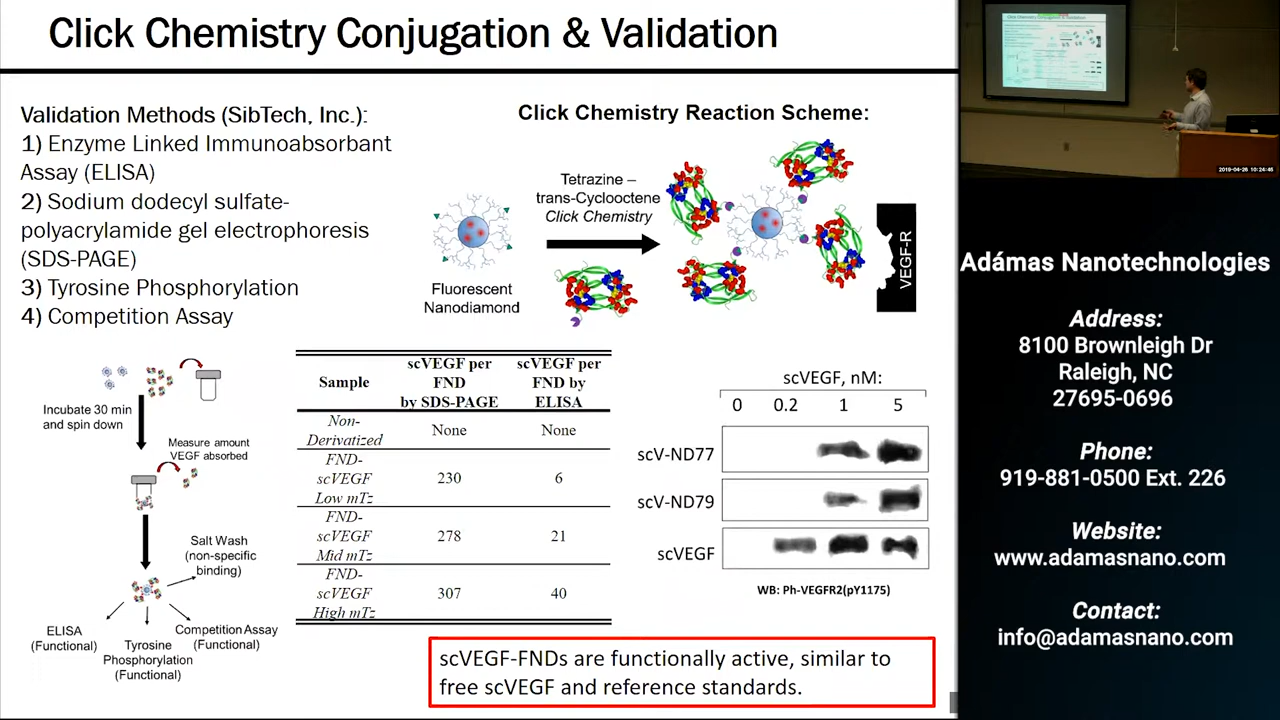 Click Chemistry Conjugation & Validation
Validation Methods (SibTech, Inc.):
1) Enzyme Linked Immunoabsorbant
Assay (ELISA)
2) Sodium dodecyl sulfate-
polyacrylamide gel electrophoresis
(SDS-PAGE)
3) Tyrosine Phosphorylation
4) Competition Assay
Click Chemistry Reaction Scheme:
Tetrazine –
trans-Cyclooctene
Click Chemistry
Fluorescent
Nanodiamond
VEGF-R
Incubate 30 min
and spin down
Measure amount
VEGF absorbed
Salt Wash
(non-specific
binding)
ELISA
(Functional)
Tyrosine
Phosphorylation
(Functional)
Competition Assay
(Functional)
Sample
scVEGF per
FND
by SDS-PAGE
scVEGF per
FND by
ELISA
Non-
Derivatized
None
None
FND-
scVEGF
Low mTz
230
6
FND-
scVEGF
Mid mTz
278
21
FND-
scVEGF
High mTz
307
40
scVEGF, nM:
0 0.2 1 5
scV-ND77
scV-ND79
scVEGF
WB: Ph-VEGFR2(pY1175)
scVEGF-FNDs are functionally active, similar to
free scVEGF and reference standards.
2019-04-26 10:24:45
Adámas Nanotechnologies
Address:
8100 Brownleigh Dr
Raleigh, NC
27695-0696
Phone:
919-881-0500 Ext. 226
Website:
www.adamasnano.com
Contact:
info@adamasnano.com